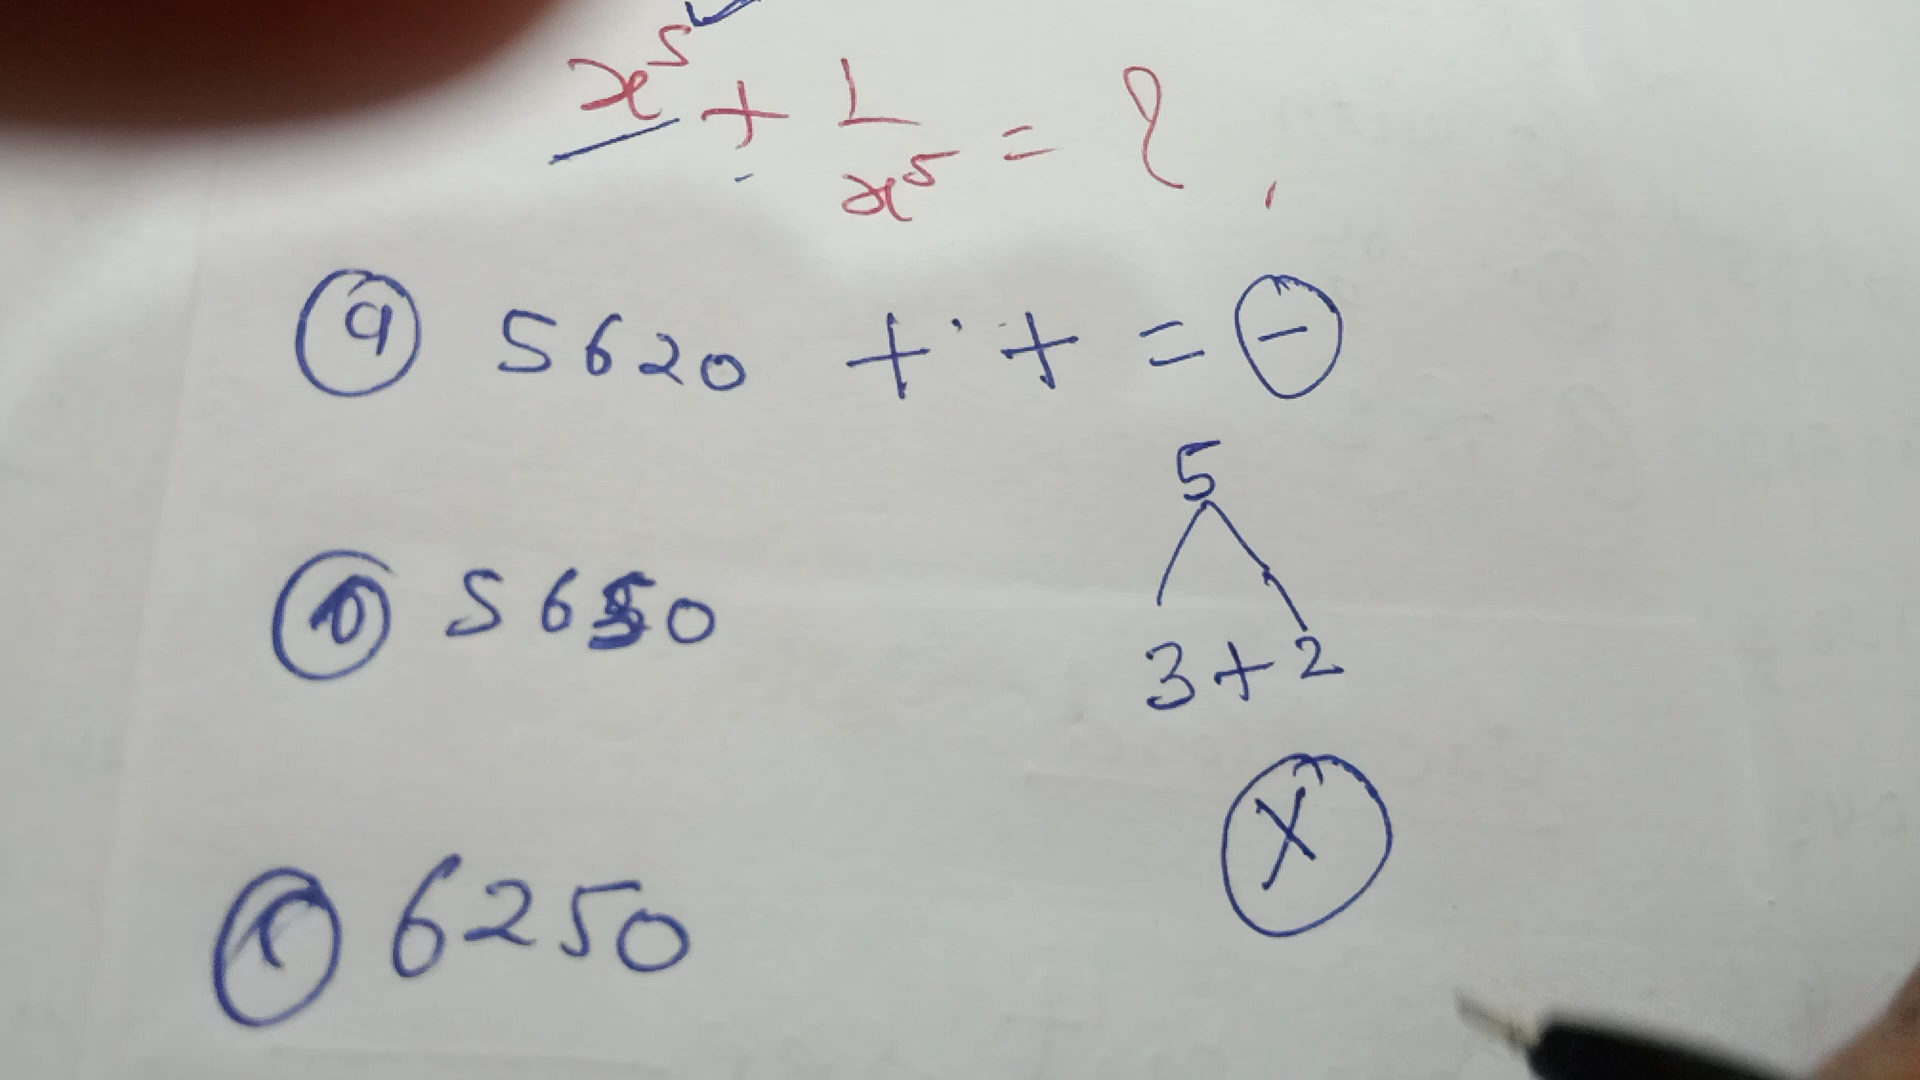 x⁵ + 1/x⁵ = ?
a 5620 + + = −
5
b 5650
3 + 2
X
c 6250